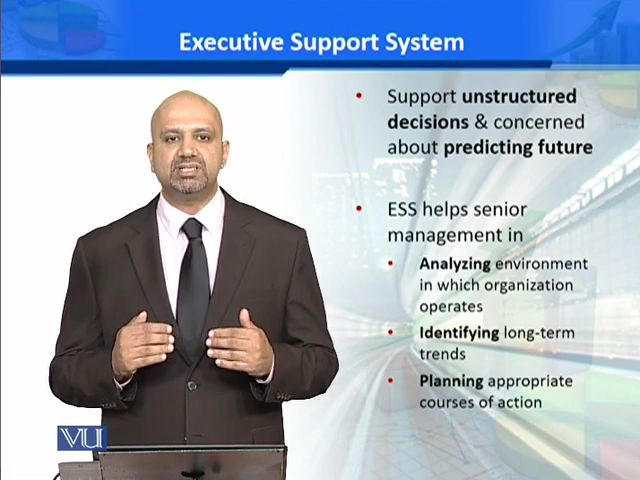 Executive Support System
• Support unstructured
decisions & concerned
about predicting future
• ESS helps senior
management in
• Analyzing environment
in which organization
operates
• Identifying long-term
trends
• Planning appropriate
courses of action
VU